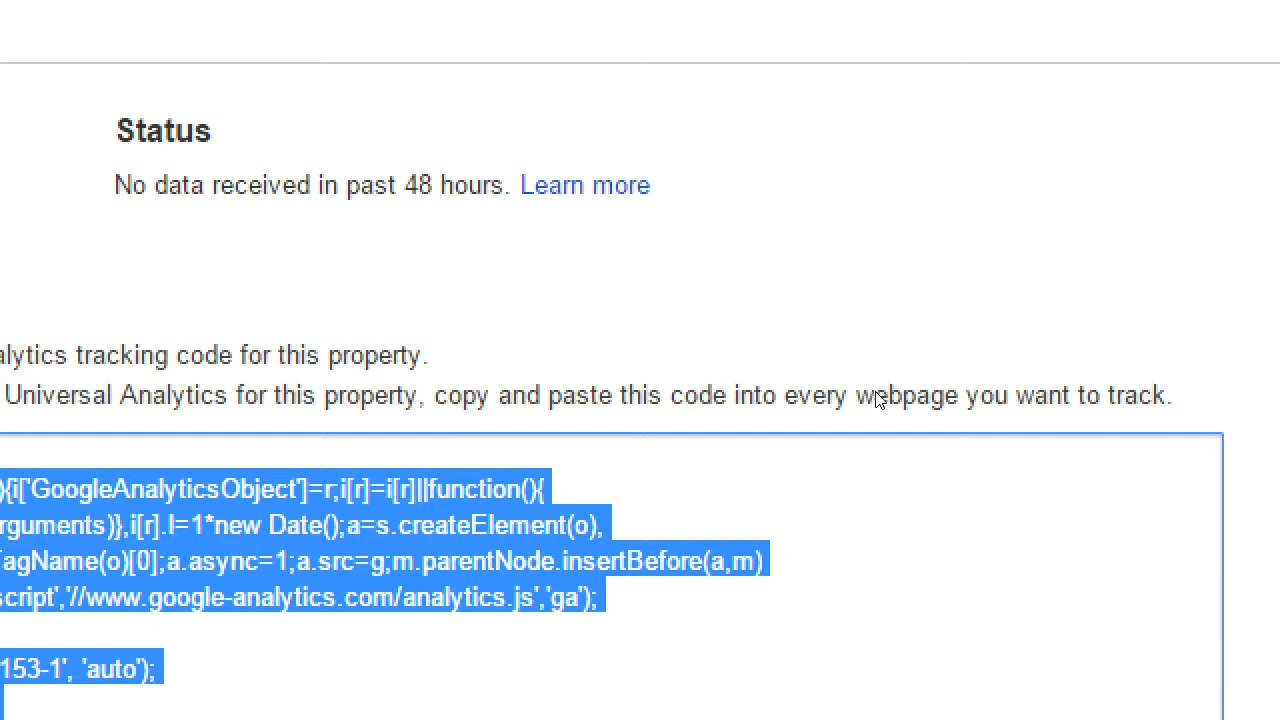 Status
No data received in past 48 hours. Learn more
alytics tracking code for this property.
Universal Analytics for this property, copy and paste this code into every webpage you want to track.
){i['GoogleAnalyticsObject']=r;i[r]=i[r]||function(){
rguments)},i[r].l=1*new Date();a=s.createElement(o),
TagName(o)[0];a.async=1;a.src=g;m.parentNode.insertBefore(a,m)
script','//www.google-analytics.com/analytics.js','ga');
153-1', 'auto');